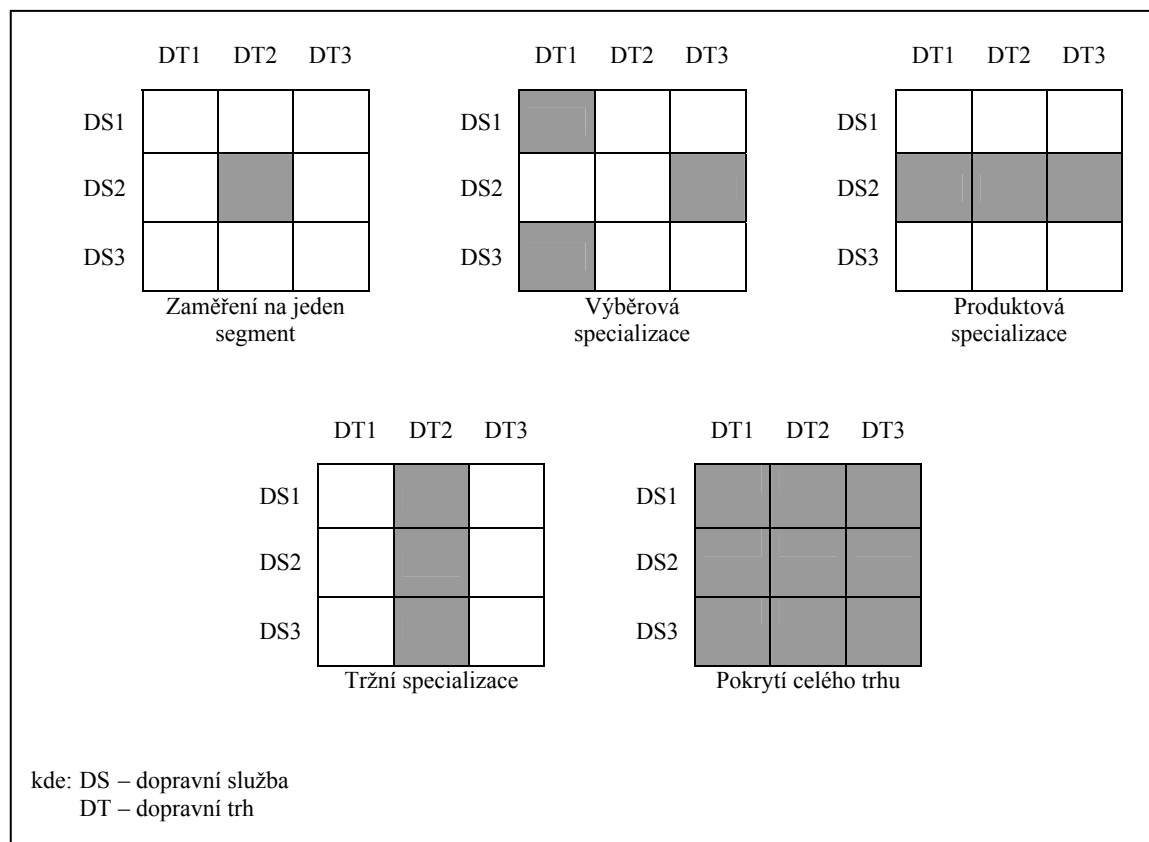 DT1 DT2 DT3 DT1 DT2 DT3 DT1 DT2 DT3
DS1 DS1 DS1
DS2 DS2 DS2
DS3 DS3 DS3
Zaměření na jeden segment
Výběrová specializace
Produktová specializace
DT1 DT2 DT3 DT1 DT2 DT3
DS1 DS1
DS2 DS2
DS3 DS3
Tržní specializace Pokrytí celého trhu
kde: DS – dopravní služba
DT – dopravní trh